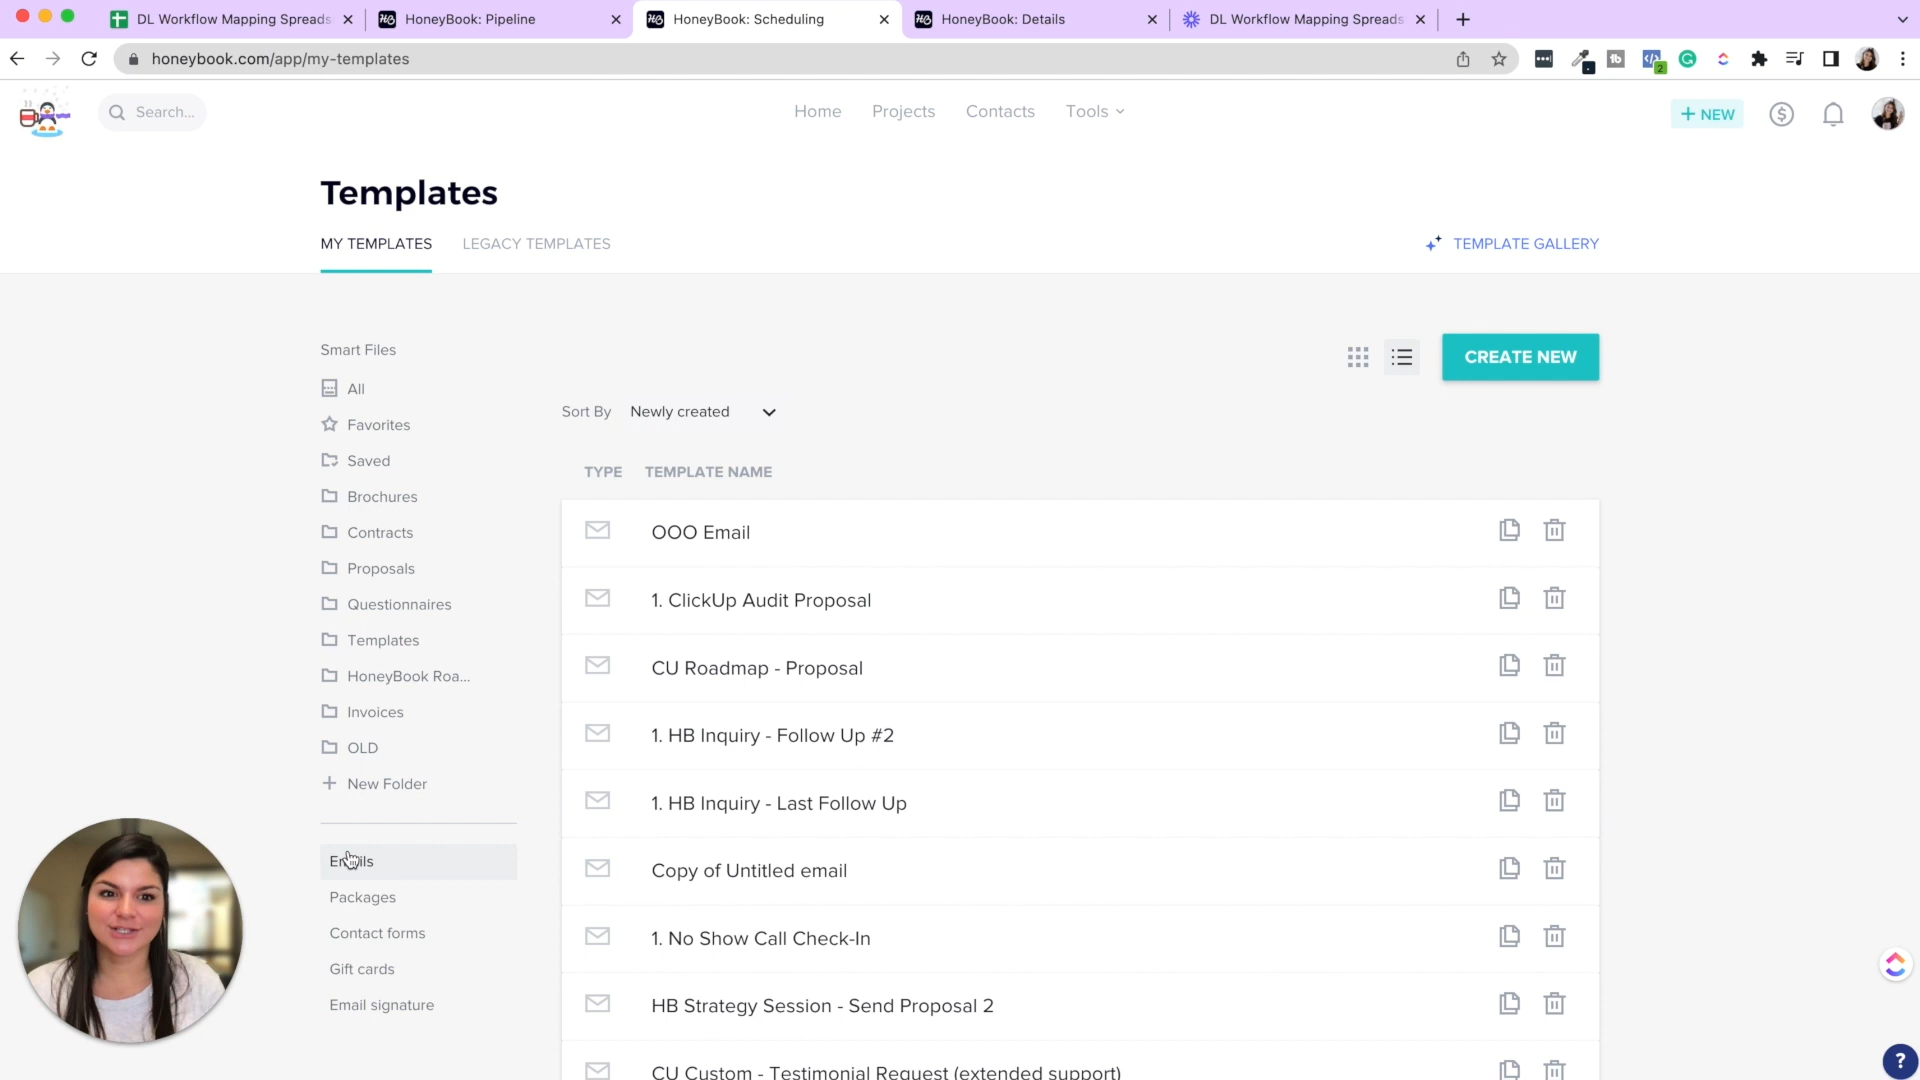 DL Workflow Mapping Spreads
HoneyBook: Pipeline
HoneyBook: Scheduling
HoneyBook: Details
DL Workflow Mapping Spreads
honeybook.com/app/my-templates
2
Search...
Home
Projects
Contacts
Tools
+ NEW
Templates
MY TEMPLATES
LEGACY TEMPLATES
TEMPLATE GALLERY
Smart Files
All
Favorites
Saved
Brochures
Contracts
Proposals
Questionnaires
Templates
HoneyBook Roa...
Invoices
OLD
New Folder
Emails
Packages
Contact forms
Gift cards
Email signature
CREATE NEW
Sort By Newly created
TYPE TEMPLATE NAME
OOO Email
1. ClickUp Audit Proposal
CU Roadmap - Proposal
1. HB Inquiry - Follow Up #2
1. HB Inquiry - Last Follow Up
Copy of Untitled email
1. No Show Call Check-In
HB Strategy Session - Send Proposal 2
CU Custom - Testimonial Request (extended support)
?